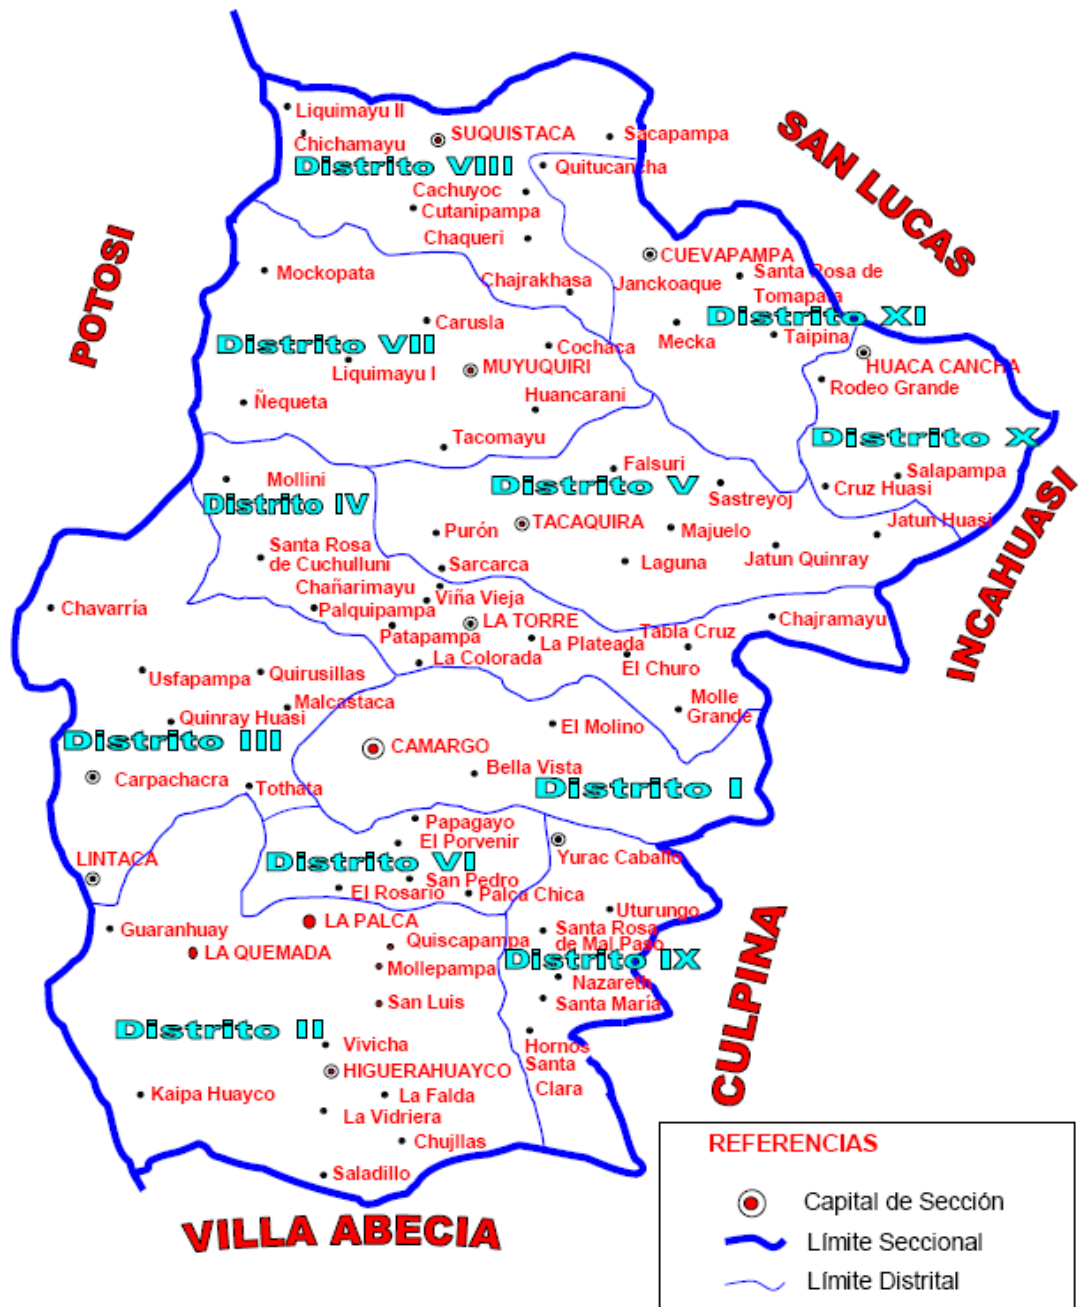 Liquimayu II
Chichamayu
SUQUISTACA
Sacapampa
Distrito VIII
Quitucancha
Cachuyoc
Cutanipampa
Chaqueri
SAN LUCAS
POTOSI
CUEVAPAMPA
Mockopata
Chajrakhasa
Janckoaque
Santa Rosa de
Tomapata
Distrito XI
Carusla
Mecka
Taipina
Distrito VII
Cochaca
Liquimayu I
MUYUQUIRI
HUACA CANCHA
Rodeo Grande
Ñequeta
Huancarani
Tacomayu
Distrito X
Falsuri
Salapampa
Mollini
Distrito V
Sastreyoj
Cruz Huasi
Distrito IV
TACAQUIRA
Jatun Huasi
Purón
Majuelo
Santa Rosa
de Cuchulluni
Sarcarca
Laguna
Jatun Quinray
INCAHUASI
Chañarimayu
Viña Vieja
Chavarría
Palquipampa
LA TORRE
Chajramayu
Patapampa
La Plateada
Tabla Cruz
La Colorada
El Churo
Usfapampa
Quirusillas
Malcastaca
Molle
Grande
Quinray Huasi
El Molino
Distrito III
CAMARGO
Carpachacra
Bella Vista
Tothata
Distrito I
Papagayo
El Porvenir
LINTACA
Distrito VI
Yurac Caballo
San Pedro
El Rosario
Palca Chica
Uturungo
Guaranhuay
LA PALCA
Santa Rosa
de Mal Paso
LA QUEMADA
Quiscapampa
Mollepampa
Distrito IX
Nazareth
San Luis
Santa María
CULPINA
Distrito II
Vivicha
Hornos
Santa
Clara
HIGUERAHUAYCO
Kaipa Huayco
La Falda
La Vidriera
Chujllas
Saladillo
VILLA ABECIA
REFERENCIAS
Capital de Sección
Límite Seccional
Límite Distrital